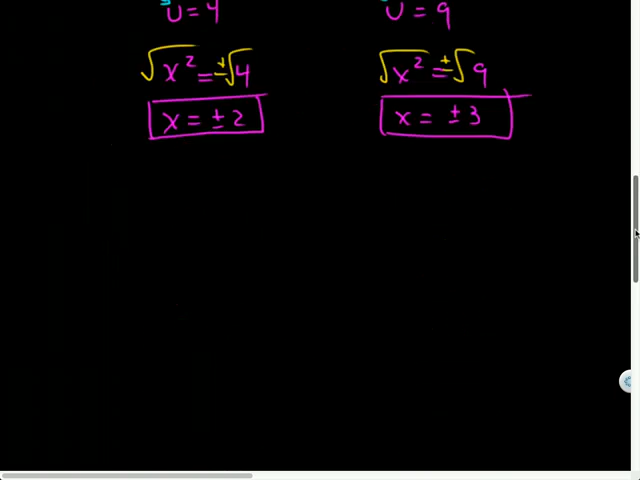 u = 4 u = 9
√x² = ±√4 √x² = ±√9
x = ±2 x = ±3